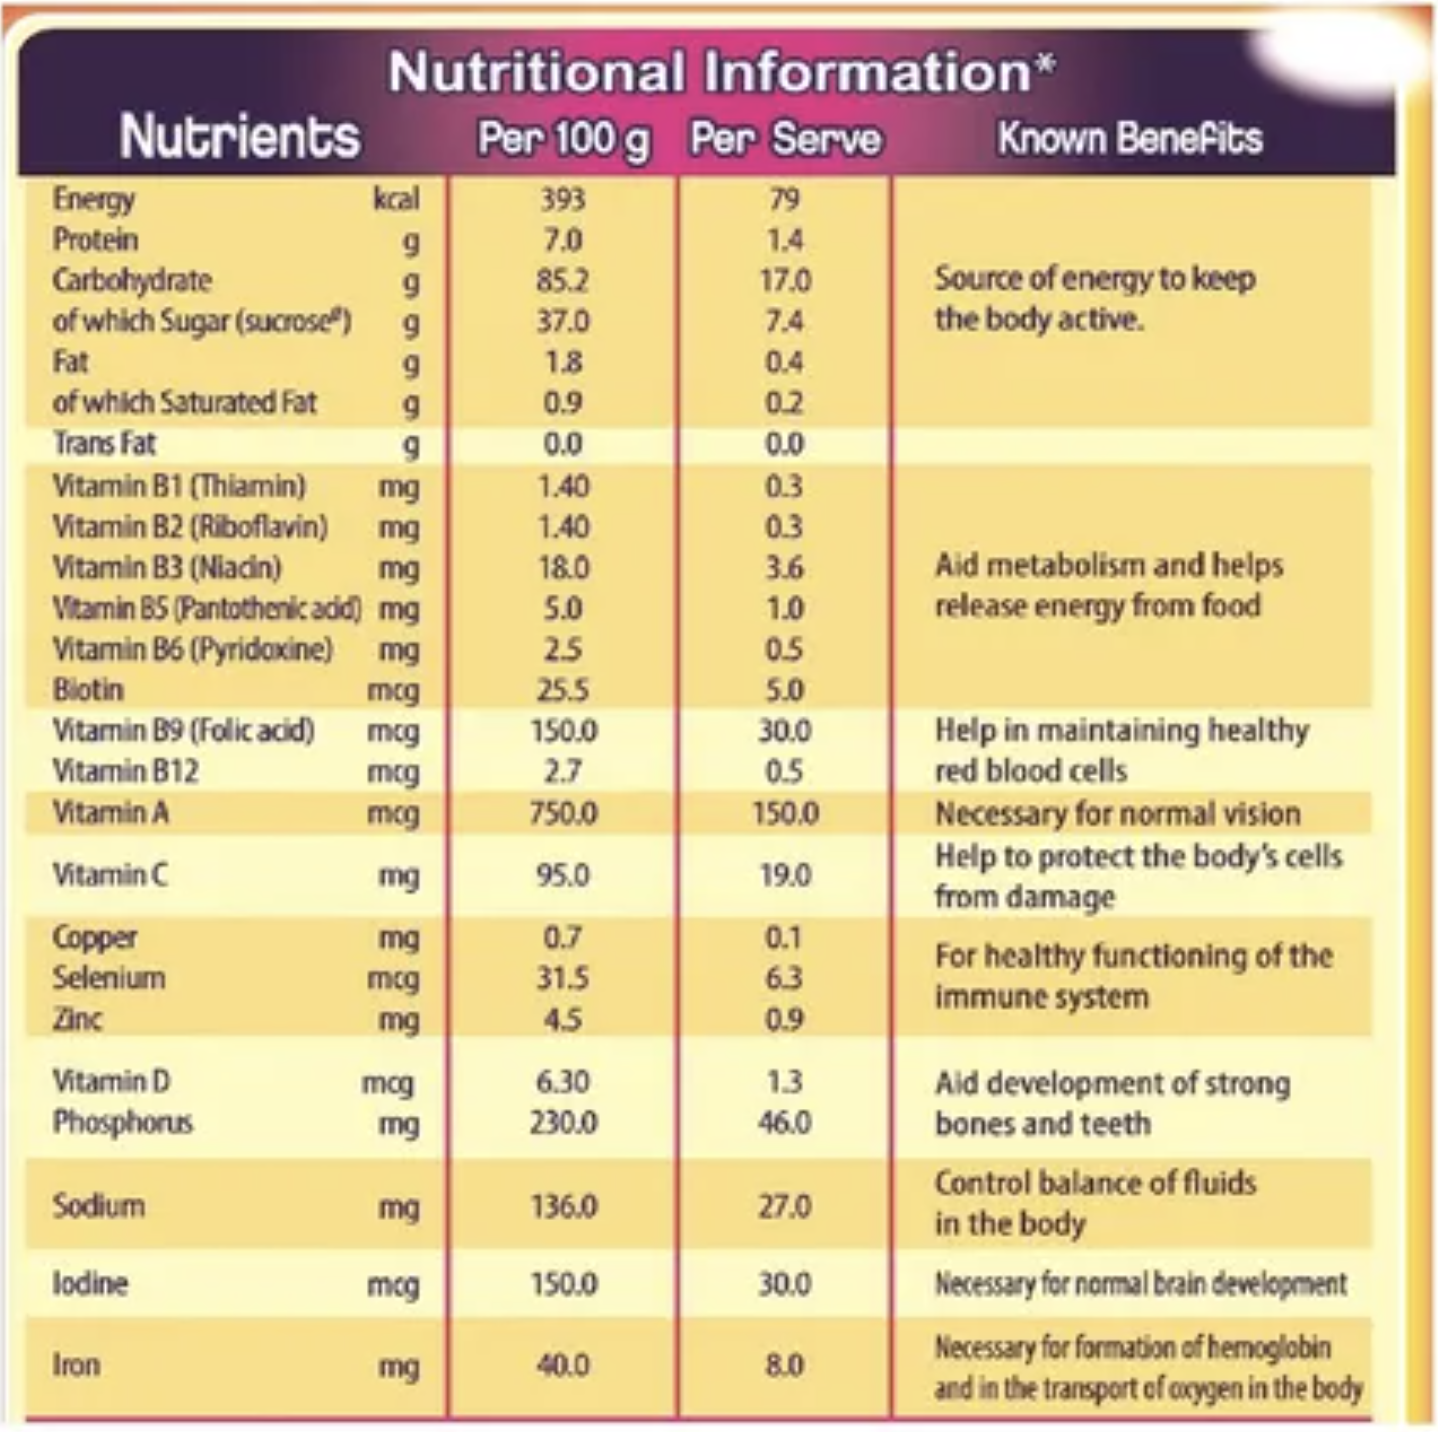 Nutritional Information*
Nutrients Per 100 g Per Serve Known Benefits
Energy kcal 393 79
Protein g 7.0 1.4
Carbohydrate g 85.2 17.0 Source of energy to keep
of which Sugar (sucrose#) g 37.0 7.4 the body active.
Fat g 1.8 0.4
of which Saturated Fat g 0.9 0.2
Trans Fat g 0.0 0.0
Vitamin B1 (Thiamin) mg 1.40 0.3
Vitamin B2 (Riboflavin) mg 1.40 0.3
Vitamin B3 (Niacin) mg 18.0 3.6 Aid metabolism and helps
Vitamin B5 (Pantothenic acid) mg 5.0 1.0 release energy from food
Vitamin B6 (Pyridoxine) mg 2.5 0.5
Biotin mcg 25.5 5.0
Vitamin B9 (Folic acid) mcg 150.0 30.0 Help in maintaining healthy
Vitamin B12 mcg 2.7 0.5 red blood cells
Vitamin A mcg 750.0 150.0 Necessary for normal vision
Help to protect the body's cells
Vitamin C mg 95.0 19.0
from damage
Copper mg 0.7 0.1
For healthy functioning of the
Selenium mcg 31.5 6.3
immune system
Zinc mg 4.5 0.9
Vitamin D mcg 6.30 1.3 Aid development of strong
Phosphorus mg 230.0 46.0 bones and teeth
Control balance of fluids
Sodium mg 136.0 27.0
in the body
Iodine mcg 150.0 30.0 Necessary for normal brain development
Necessary for formation of hemoglobin
Iron mg 40.0 8.0
and in the transport of oxygen in the body